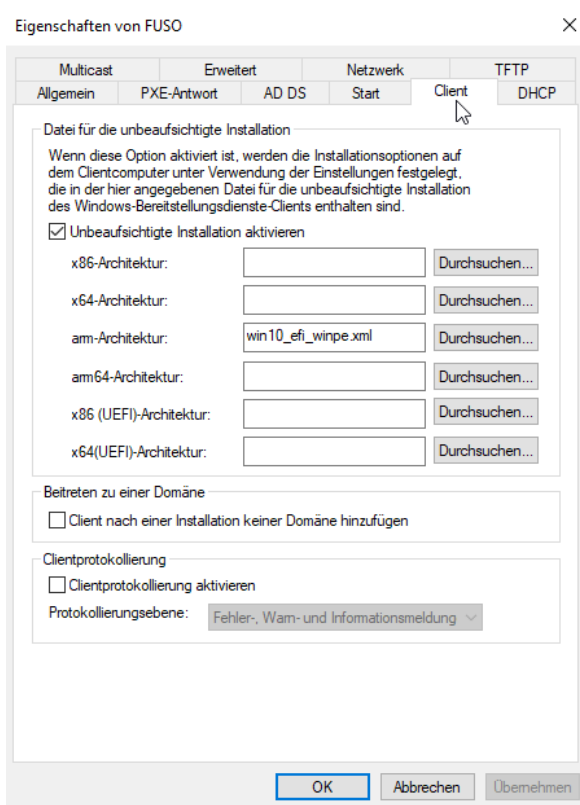 Eigenschaften von FUSO
Multicast Erweitert Netzwerk TFTP
Allgemein PXE-Antwort AD DS Start Client DHCP
Datei für die unbeaufsichtigte Installation
Wenn diese Option aktiviert ist, werden die Installationsoptionen auf
dem Clientcomputer unter Verwendung der Einstellungen festgelegt,
die in der hier angegebenen Datei für die unbeaufsichtigte Installation
des Windows-Bereitstellungsdienste-Clients enthalten sind.
Unbeaufsichtigte Installation aktivieren
x86-Architektur: Durchsuchen...
x64-Architektur: Durchsuchen...
arm-Architektur: win10_efi_winpe.xml Durchsuchen...
arm64-Architektur: Durchsuchen...
x86 (UEFI)-Architektur: Durchsuchen...
x64(UEFI)-Architektur: Durchsuchen...
Beitreten zu einer Domäne
Client nach einer Installation keiner Domäne hinzufügen
Clientprotokollierung
Clientprotokollierung aktivieren
Protokollierungsebene: Fehler-, Warn- und Informationsmeldung
OK Abbrechen Übernehmen